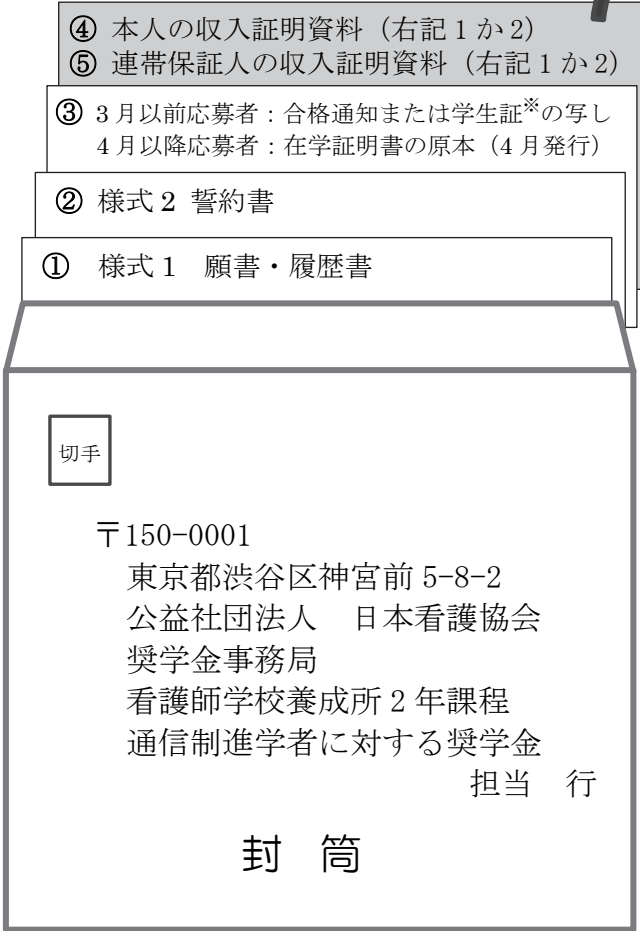 ④ 本人の収入証明資料（右記1か2）
⑤ 連帯保証人の収入証明資料（右記1か2）
③ 3月以前応募者：合格通知または学生証※の写し
4月以降応募者：在学証明書の原本（4月発行）
② 様式2 誓約書
① 様式1　願書・履歴書
切手
〒150-0001
東京都渋谷区神宮前5-8-2
公益社団法人　日本看護協会
奨学金事務局
看護師学校養成所2年課程
通信制進学者に対する奨学金
担当　行
封 筒